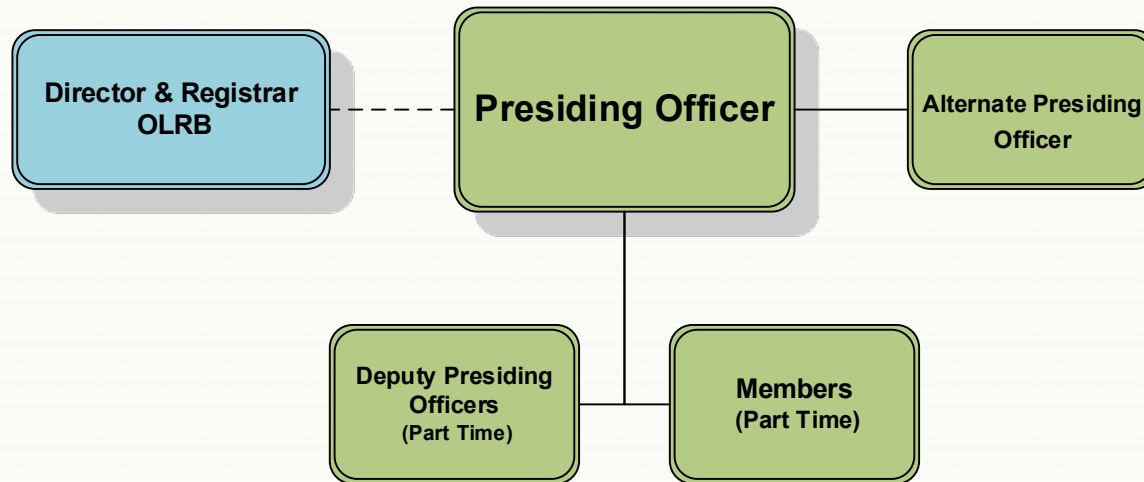 Director & Registrar
OLRB
Presiding Officer
Alternate Presiding
Officer
Deputy Presiding
Officers
(Part Time)
Members
(Part Time)